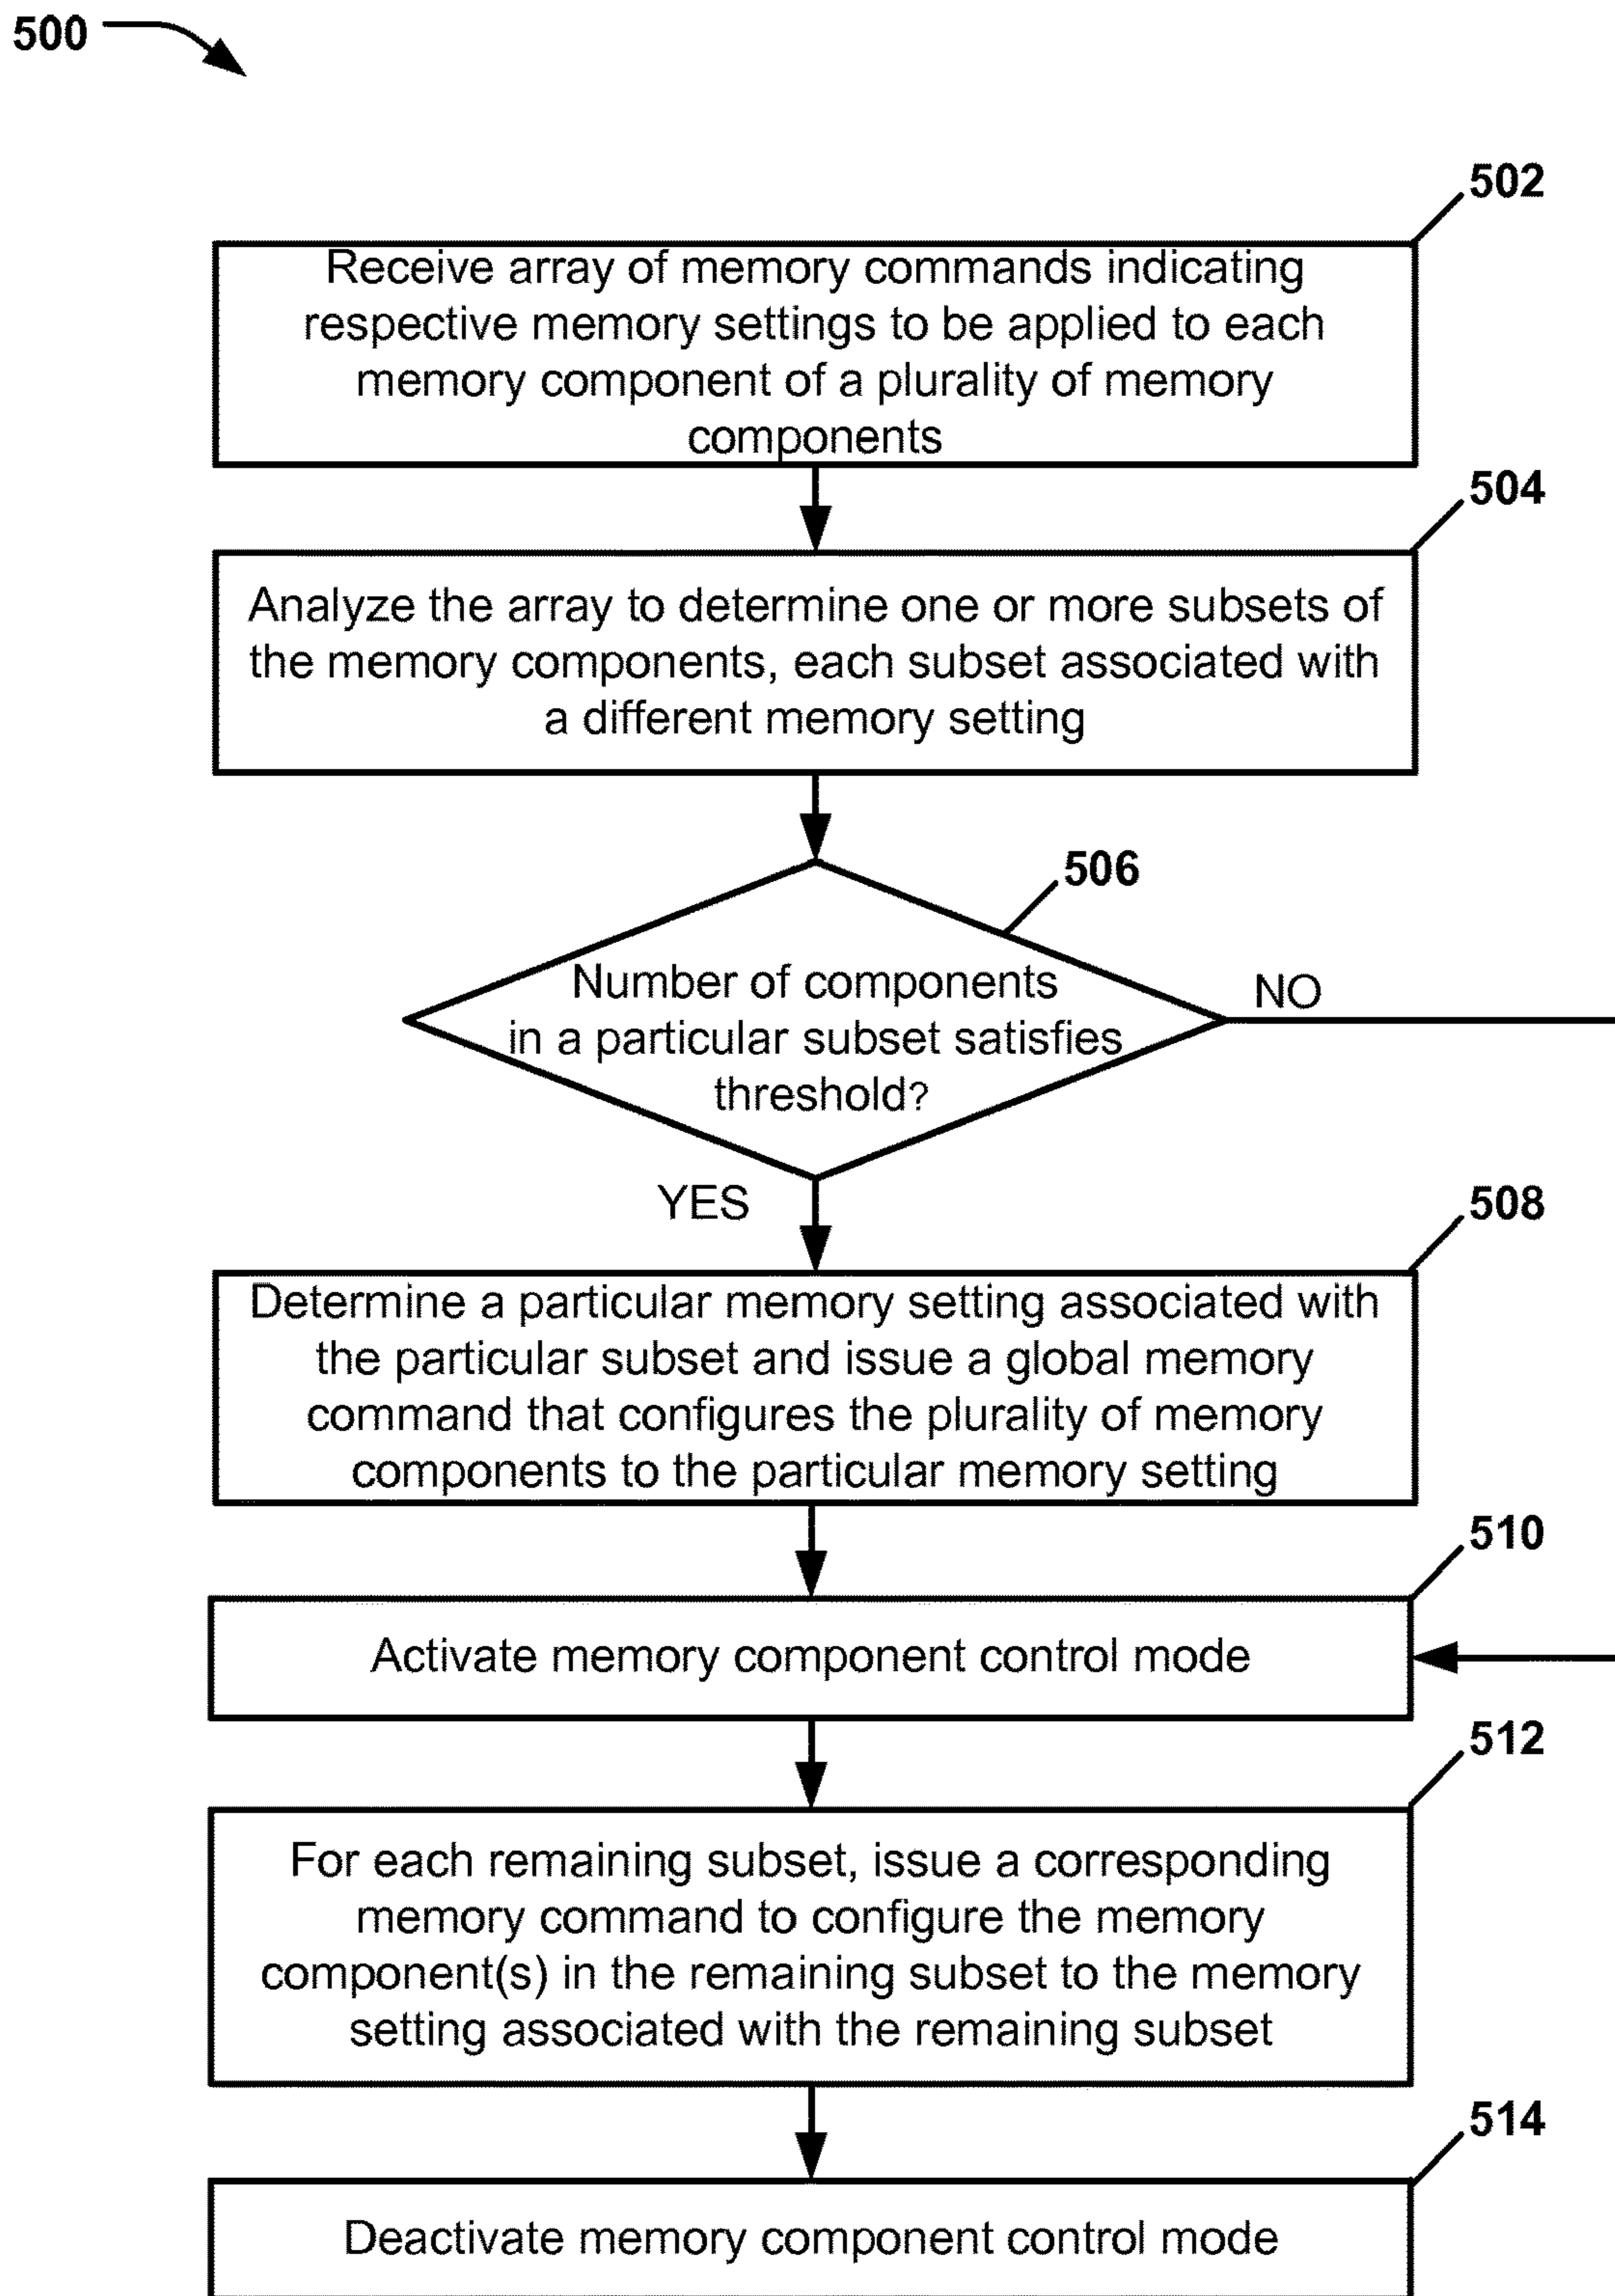 500
502
Receive array of memory commands indicating
respective memory settings to be applied to each
memory component of a plurality of memory
components
504
Analyze the array to determine one or more subsets of
the memory components, each subset associated with
a different memory setting
506
Number of components
in a particular subset satisfies
threshold?
NO
YES
508
Determine a particular memory setting associated with
the particular subset and issue a global memory
command that configures the plurality of memory
components to the particular memory setting
510
Activate memory component control mode
512
For each remaining subset, issue a corresponding
memory command to configure the memory
component(s) in the remaining subset to the memory
setting associated with the remaining subset
514
Deactivate memory component control mode